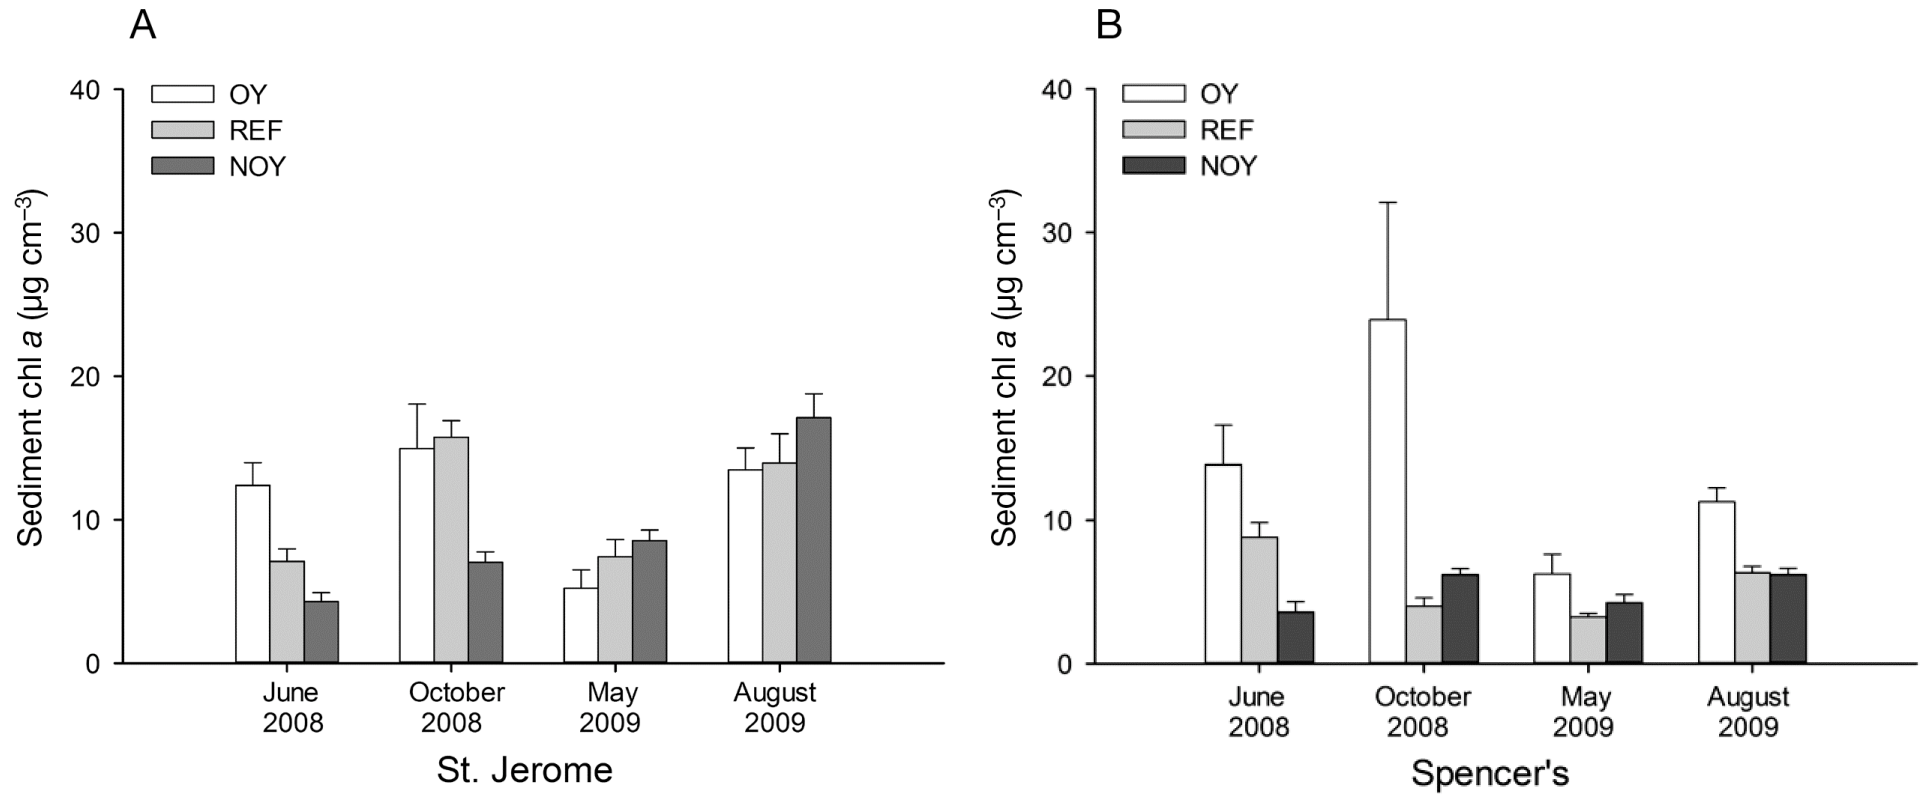 A
Sediment chl a (µg cm–3)
40
30
20
10
0
OY
REF
NOY
June
2008
October
2008
May
2009
August
2009
St. Jerome
B
Sediment chl a (µg cm–3)
40
30
20
10
0
OY
REF
NOY
June
2008
October
2008
May
2009
August
2009
Spencer's